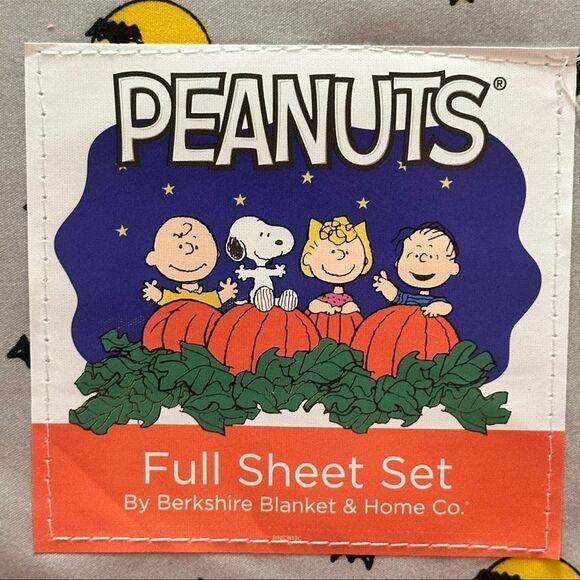 PEANUTS®
Full Sheet Set
By Berkshire Blanket & Home Co.